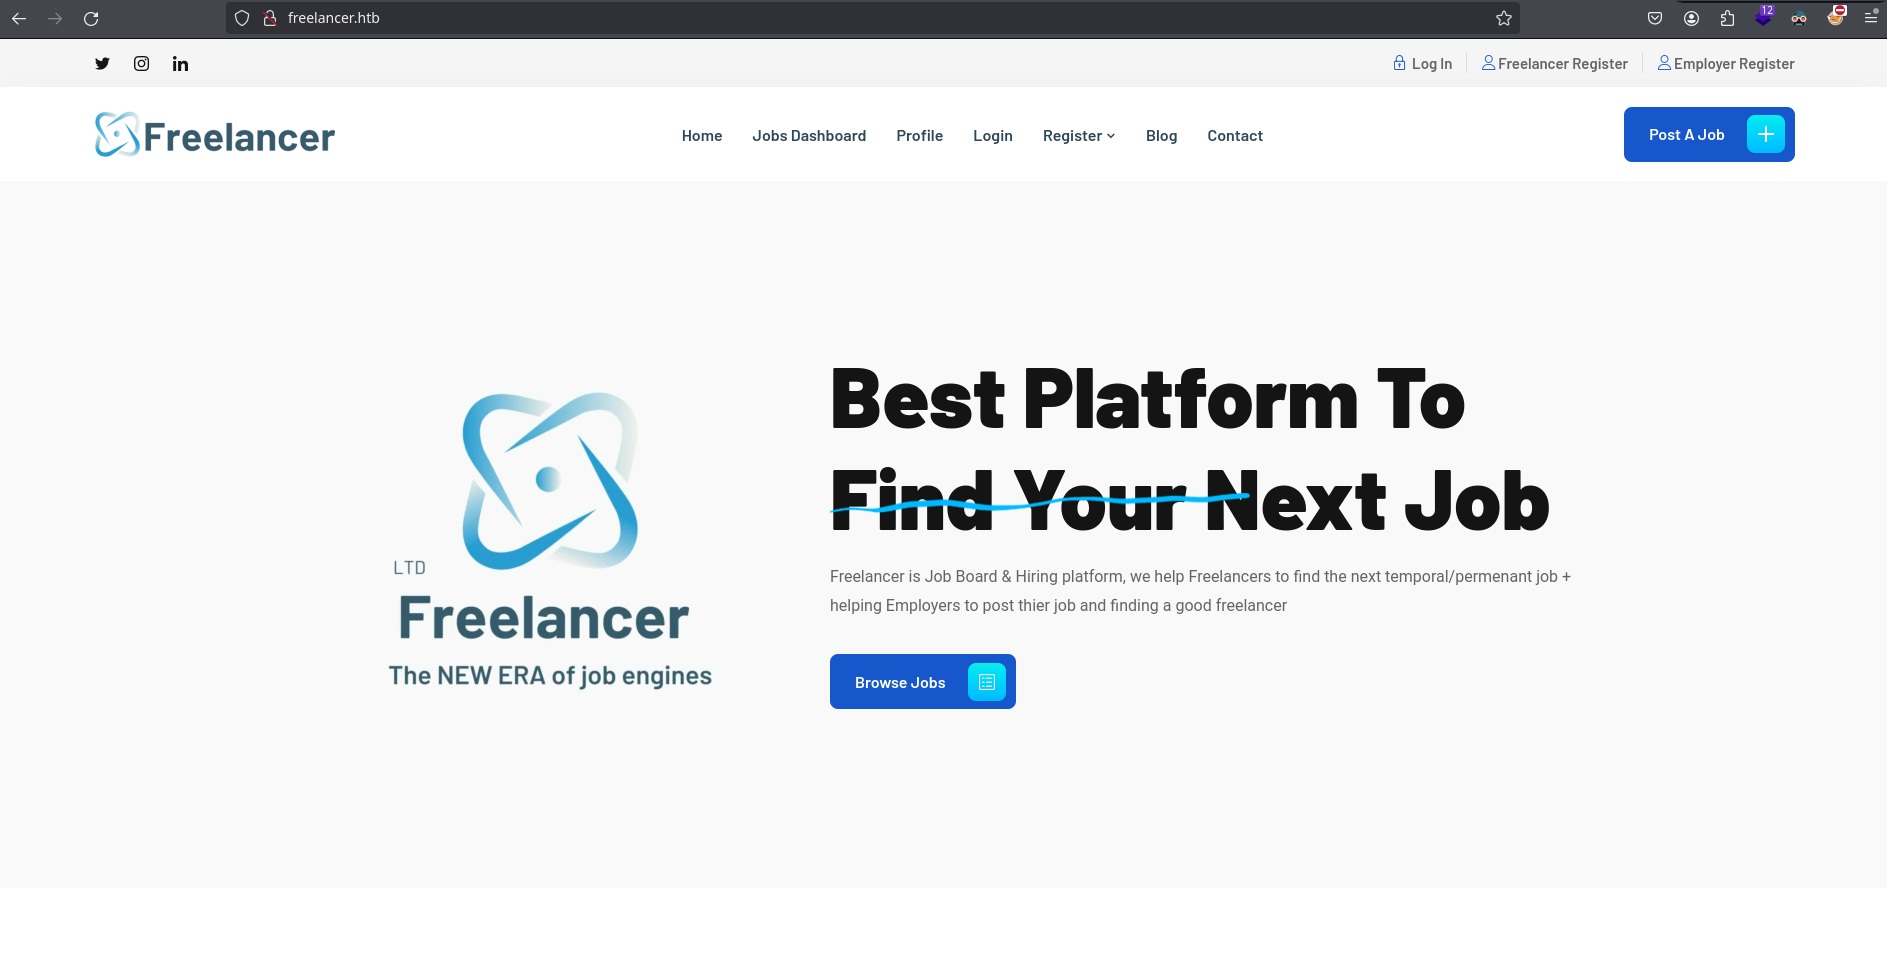 freelancer.htb
12
Log In
Freelancer Register
Employer Register
Freelancer
Home
Jobs Dashboard
Profile
Login
Register
Blog
Contact
Post A Job
LTD
Freelancer
The NEW ERA of job engines
Best Platform To
Find Your Next Job
Freelancer is Job Board & Hiring platform, we help Freelancers to find the next temporal/permenant job +
helping Employers to post thier job and finding a good freelancer
Browse Jobs